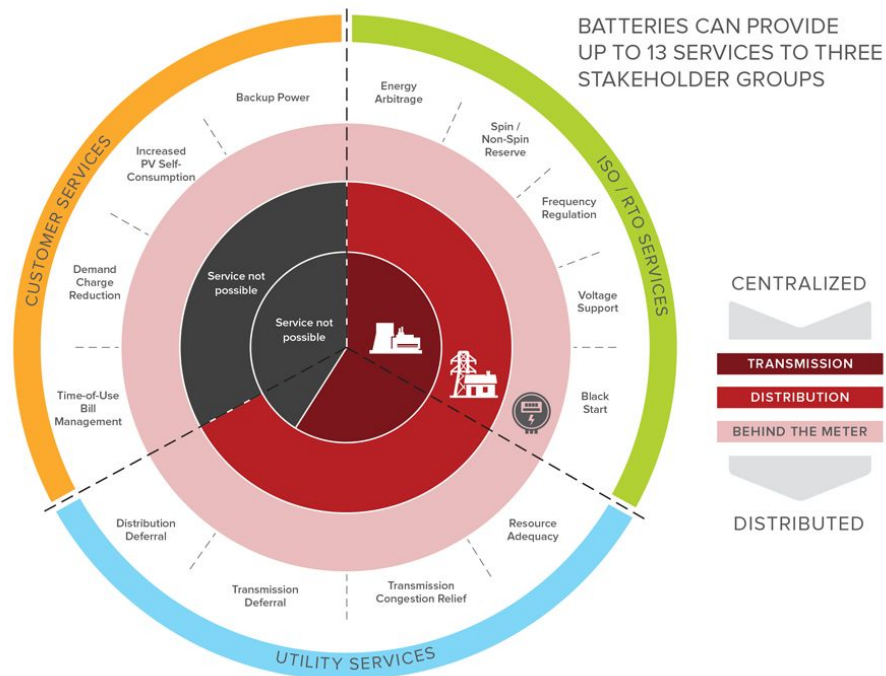 BATTERIES CAN PROVIDE
UP TO 13 SERVICES TO THREE
STAKEHOLDER GROUPS
CUSTOMER SERVICES
ISO / RTO SERVICES
UTILITY SERVICES
Backup Power
Increased
PV Self-
Consumption
Demand
Charge
Reduction
Time-of-Use
Bill
Management
Energy
Arbitrage
Spin /
Non-Spin
Reserve
Frequency
Regulation
Voltage
Support
Black
Start
Resource
Adequacy
Transmission
Congestion Relief
Transmission
Deferral
Distribution
Deferral
Service not
possible
Service not
possible
CENTRALIZED
TRANSMISSION
DISTRIBUTION
BEHIND THE METER
DISTRIBUTED